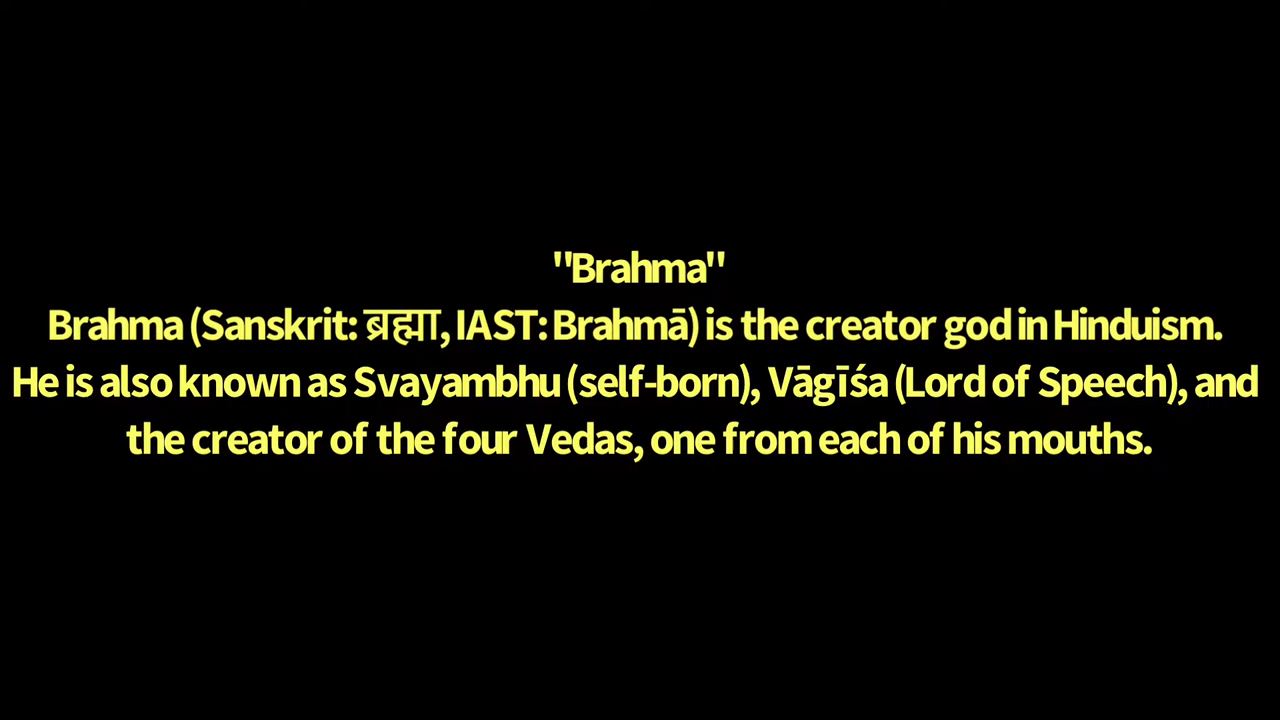 "Brahma"
Brahma (Sanskrit: ब्रह्मा, IAST: Brahmā) is the creator god in Hinduism.
He is also known as Svayambhu (self-born), Vāgīśa (Lord of Speech), and
the creator of the four Vedas, one from each of his mouths.